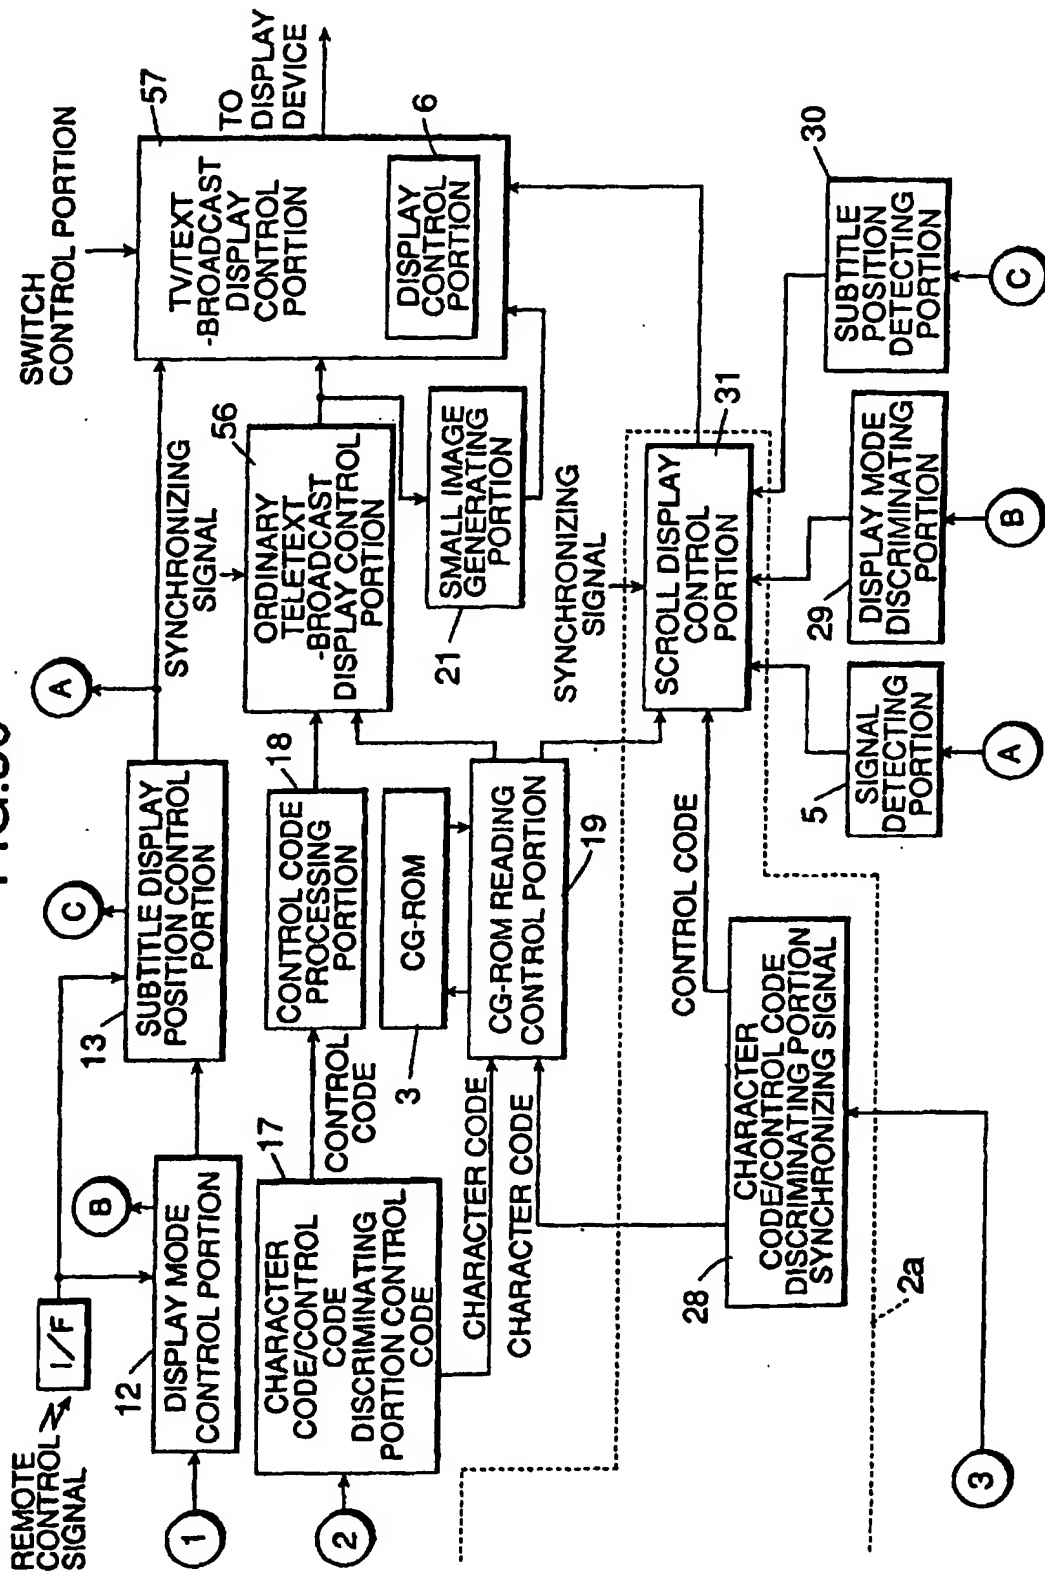 REMOTE
CONTROL
SIGNAL
I/F
12
DISPLAY MODE
CONTROL PORTION
1
B
13
SUBTITLE DISPLAY
POSITION CONTROL
PORTION
C
A
SYNCHRONIZING
SIGNAL
SWITCH
CONTROL PORTION
57
TV/TEXT
-BROADCAST
DISPLAY
CONTROL
PORTION
6
DISPLAY
CONTROL
PORTION
TO
DISPLAY
DEVICE
2
17
CHARACTER
CODE/CONTROL
CODE
DISCRIMINATING
PORTION CONTROL
CODE
CONTROL
CODE
18
CONTROL CODE
PROCESSING
PORTION
56
ORDINARY
TELETEXT
-BROADCAST
DISPLAY CONTROL
PORTION
3
CG-ROM
CHARACTER CODE
CHARACTER CODE
CG-ROM READING
CONTROL PORTION
19
21
SMALL IMAGE
GENERATING
PORTION
SYNCHRONIZING
SIGNAL
SCROLL DISPLAY
CONTROL
PORTION
31
CONTROL CODE
28
CHARACTER
CODE/CONTROL CODE
DISCRIMINATING PORTION
SYNCHRONIZING SIGNAL
2a
3
5
SIGNAL
DETECTING
PORTION
A
29
DISPLAY MODE
DISCRIMINATING
PORTION
B
30
SUBTITLE
POSITION
DETECTING
PORTION
C